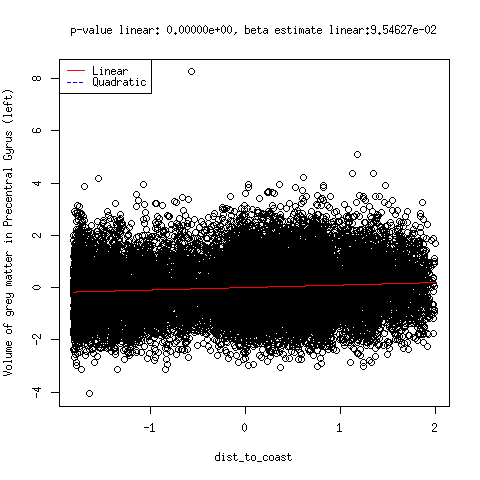 p-value linear: 0.00000e+00, beta estimate linear:9.54627e-02
Linear
Quadratic
Volume of grey matter in Precentral Gyrus (left)
8
6
4
2
0
-2
-4
-1
0
1
2
dist_to_coast